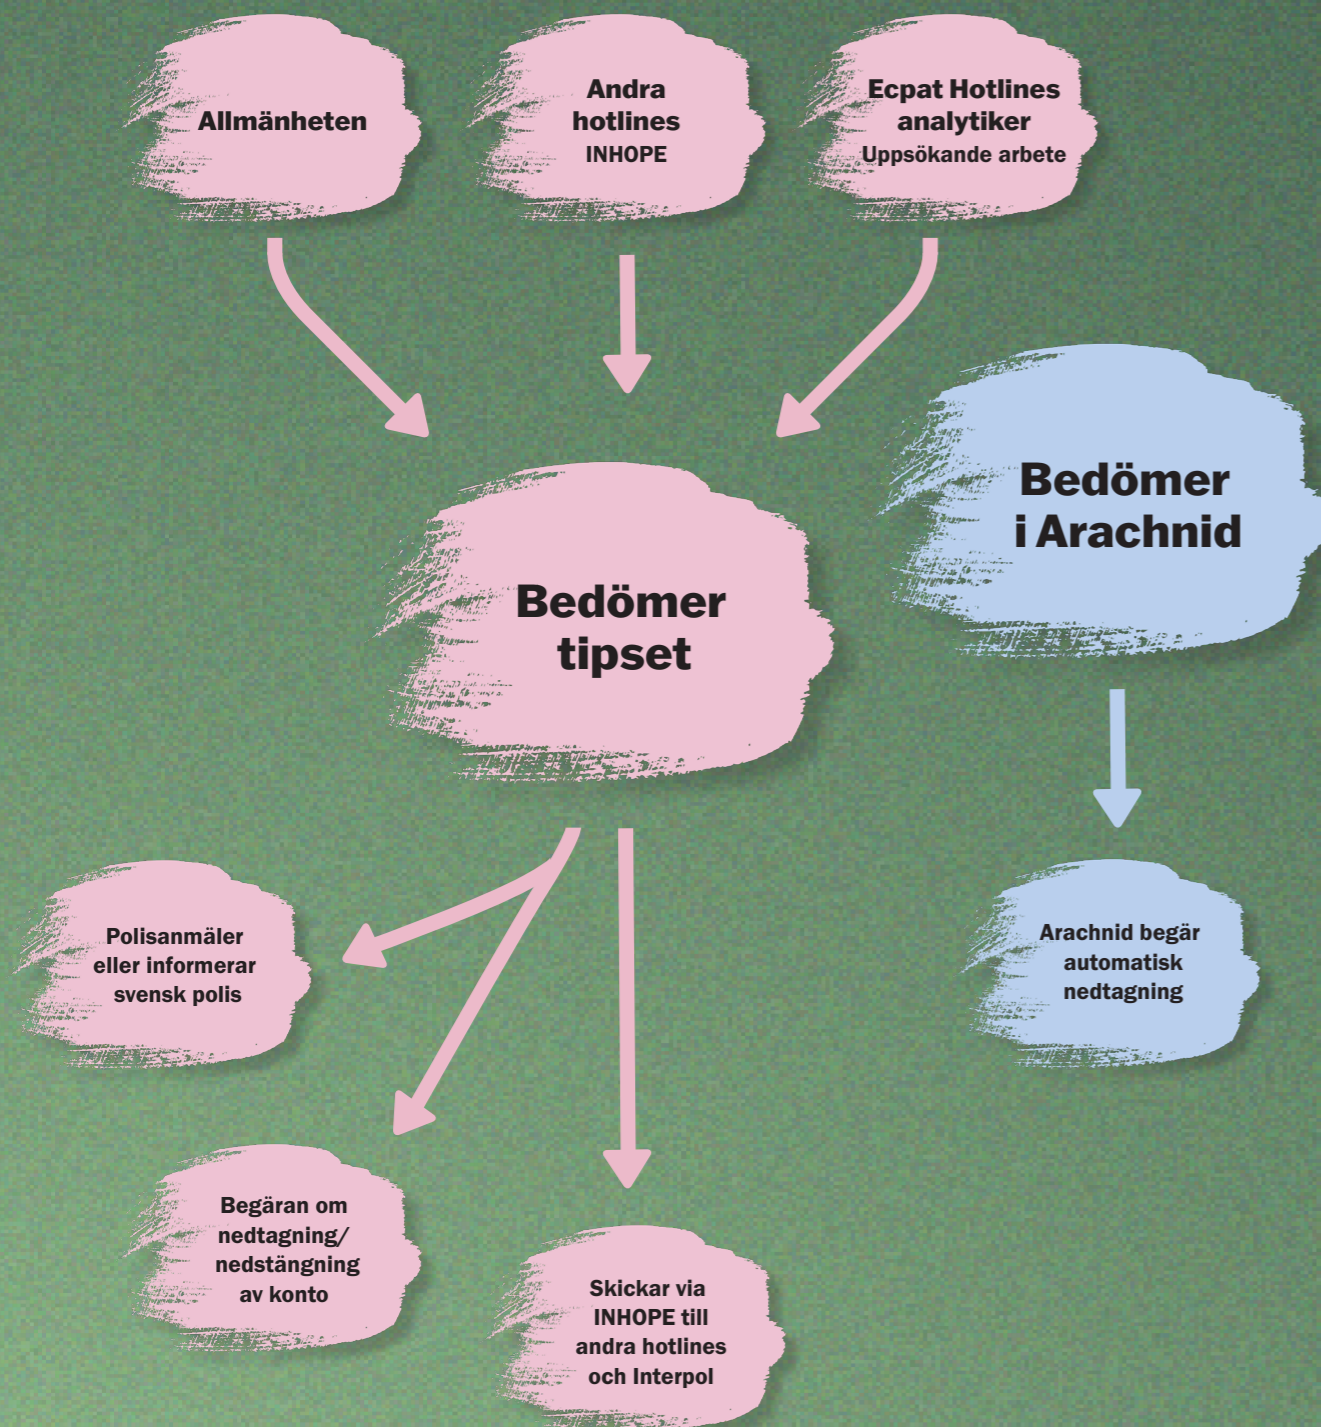 Allmänheten
Andra
hotlines
INHOPE
Ecpat Hotlines
analytiker
Uppsökande arbete
Bedömer
i Arachnid
Bedömer
tipset
Polisanmäler
eller informerar
svensk polis
Arachnid begär
automatisk
nedtagning
Begäran om
nedtagning/
nedstängning
av konto
Skickar via
INHOPE till
andra hotlines
och Interpol